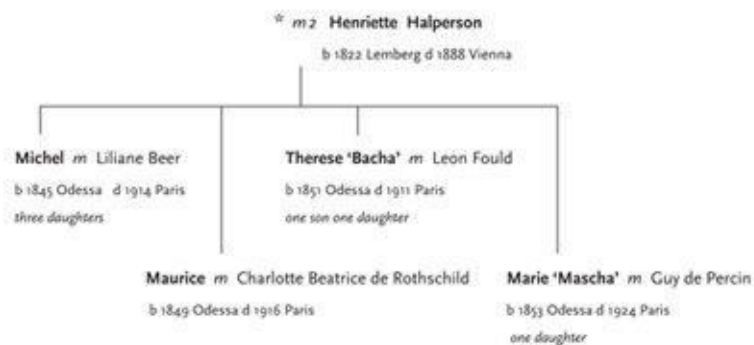 * m 2 Henriette Halperson
b 1822 Lemberg d 1888 Vienna
Michel m Liliane Beer
b 1845 Odessa d 1914 Paris
three daughters
Therese ‘Bacha’ m Leon Fould
b 1851 Odessa d 1911 Paris
one son one daughter
Maurice m Charlotte Beatrice de Rothschild
b 1849 Odessa d 1916 Paris
Marie ‘Mascha’ m Guy de Percin
b 1853 Odessa d 1924 Paris
one daughter